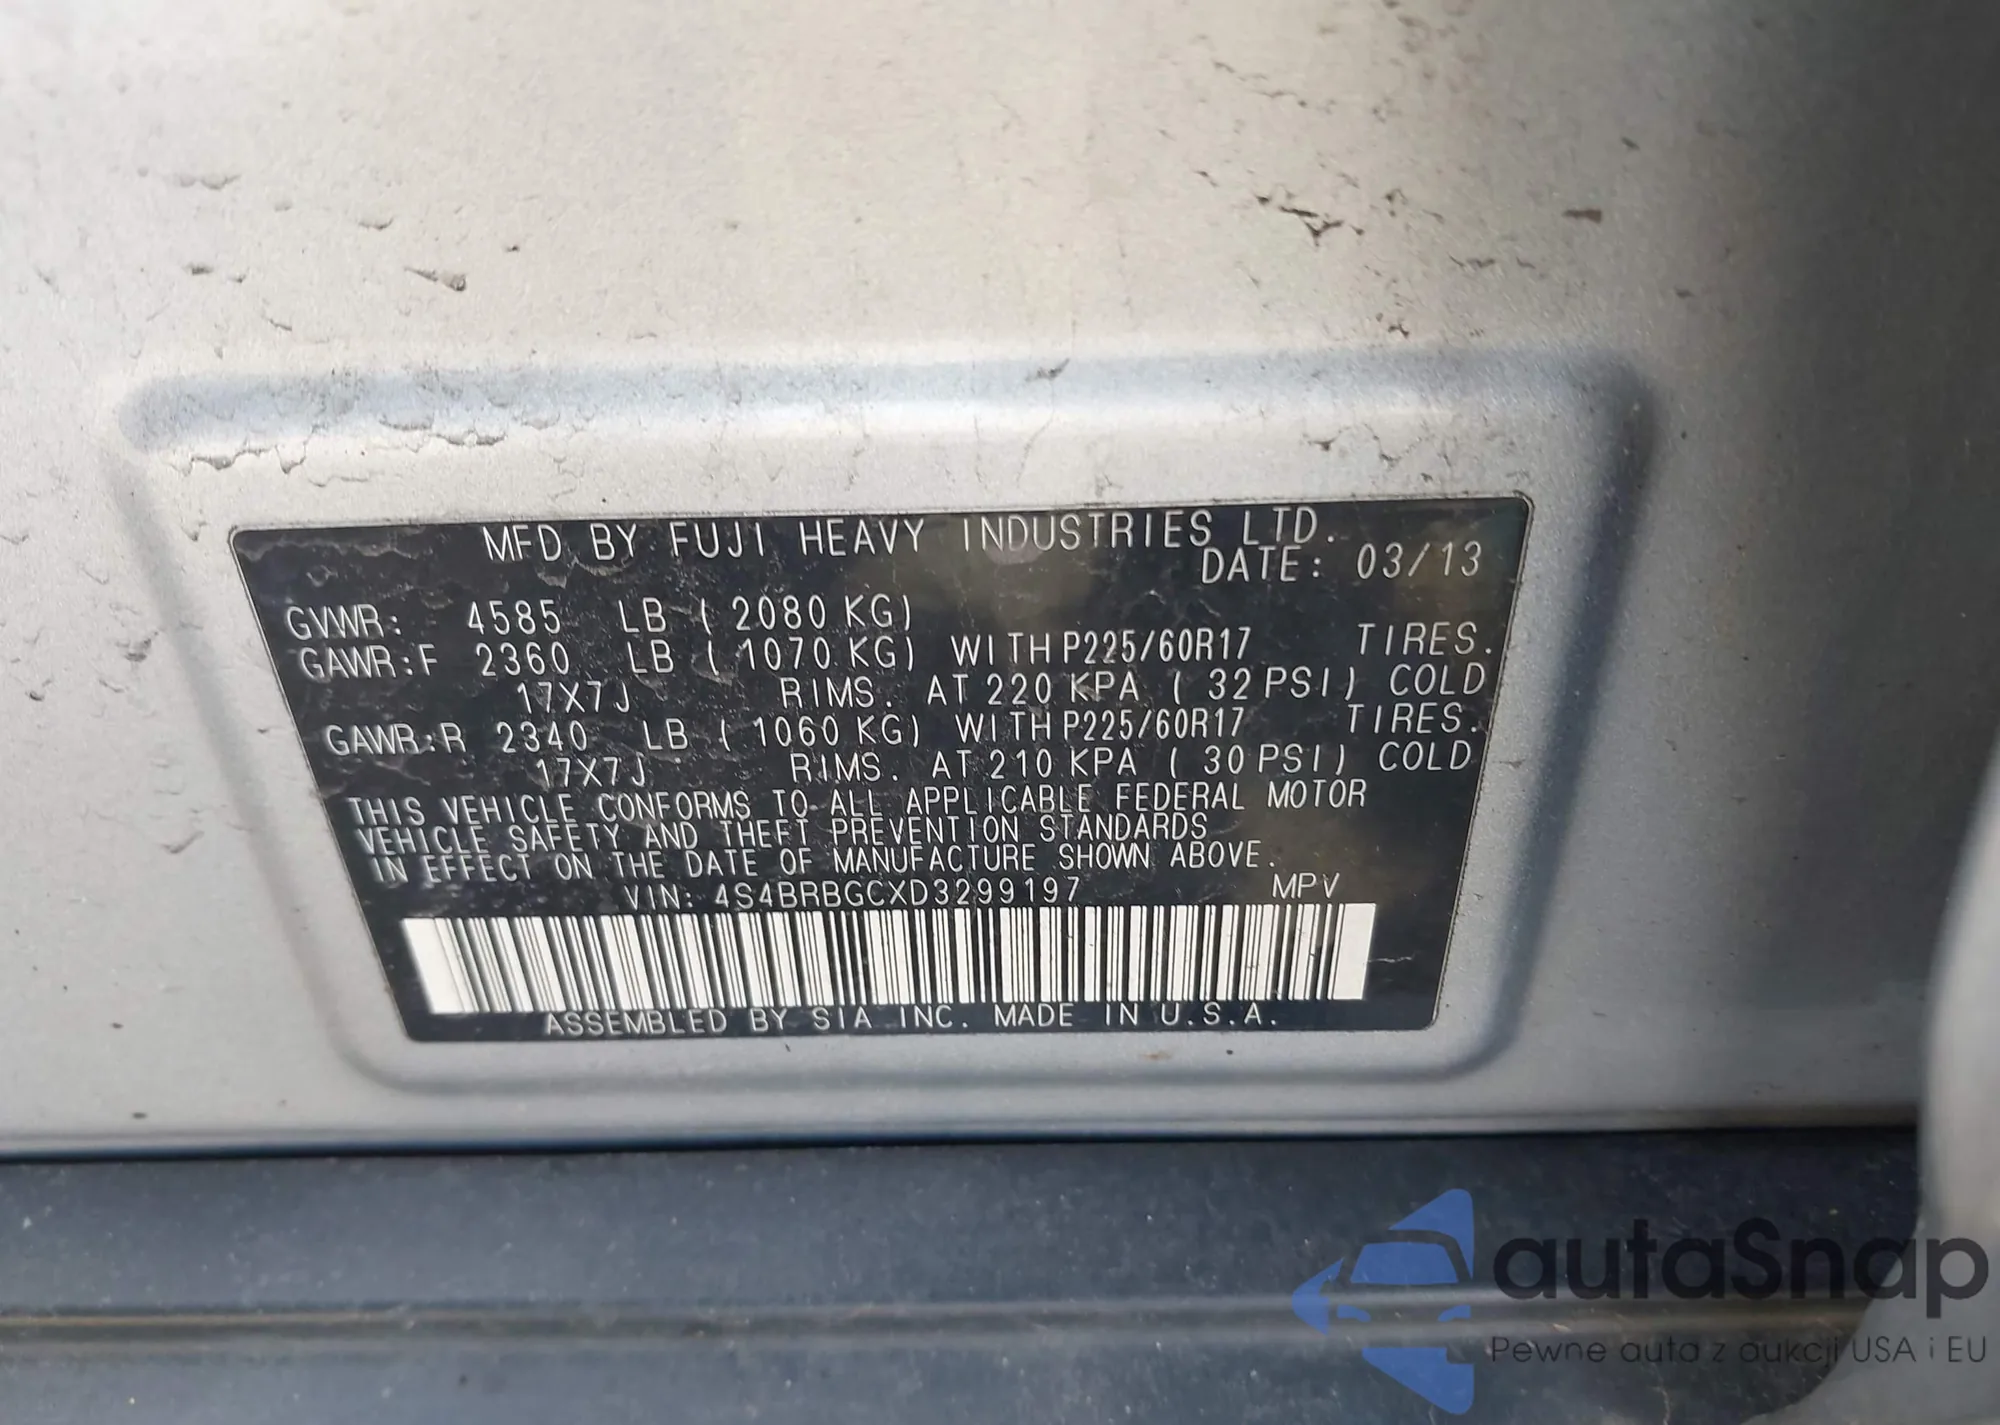 MFD BY FUJI HEAVY INDUSTRIES LTD.
DATE: 03/13
GVWR: 4585 LB ( 2080 KG)
GAWR:F 2360 LB ( 1070 KG) WITH P225/60R17 TIRES.
17X7J RIMS. AT 220 KPA ( 32 PSI) COLD
GAWR:R 2340 LB ( 1060 KG) WITH P225/60R17 TIRES.
17X7J RIMS. AT 210 KPA ( 30 PSI) COLD
THIS VEHICLE CONFORMS TO ALL APPLICABLE FEDERAL MOTOR
VEHICLE SAFETY AND THEFT PREVENTION STANDARDS
IN EFFECT ON THE DATE OF MANUFACTURE SHOWN ABOVE.
VIN: 4S4BRBGCXD3299197 MPV
ASSEMBLED BY SIA INC. MADE IN U.S.A.
autaSnap
Pewne auta z aukcji USA i EU